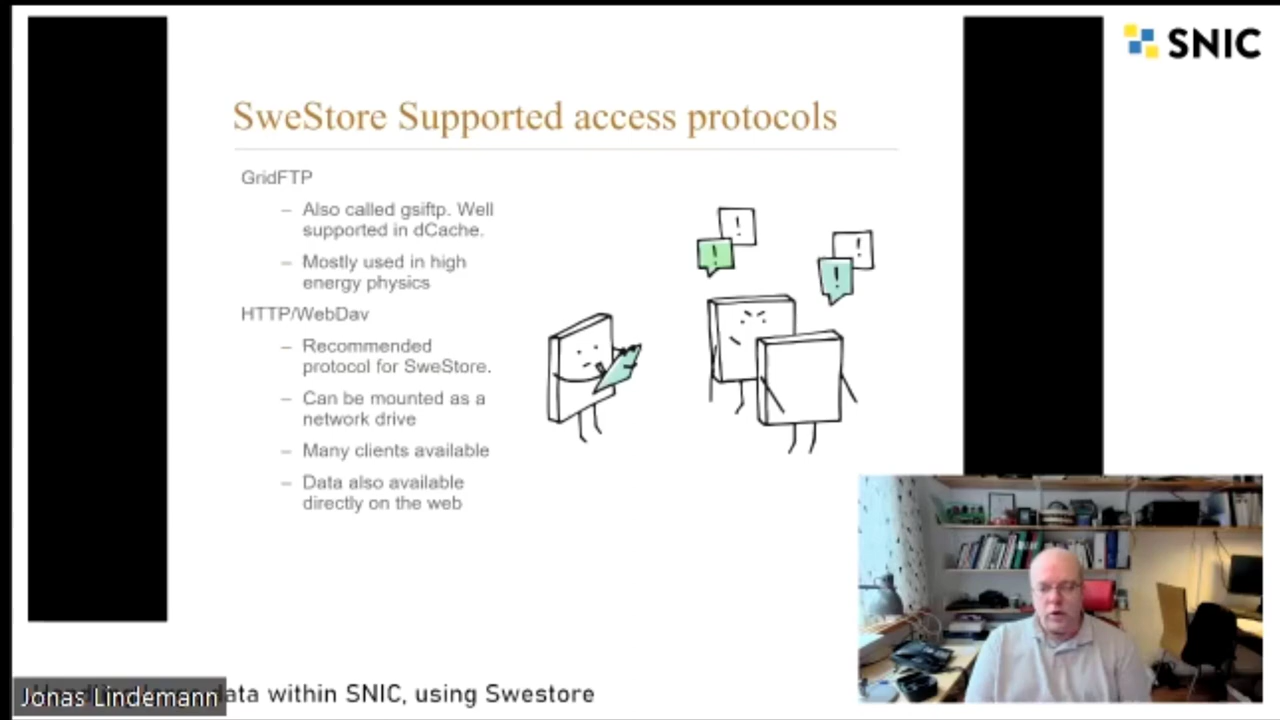 SNIC
SweStore Supported access protocols
GridFTP
– Also called gsiftp. Well
supported in dCache.
– Mostly used in high
energy physics
HTTP/WebDav
– Recommended
protocol for SweStore.
– Can be mounted as a
network drive
– Many clients available
– Data also available
directly on the web
!
!
!
!
Jonas Lindemann
ata within SNIC, using Swestore